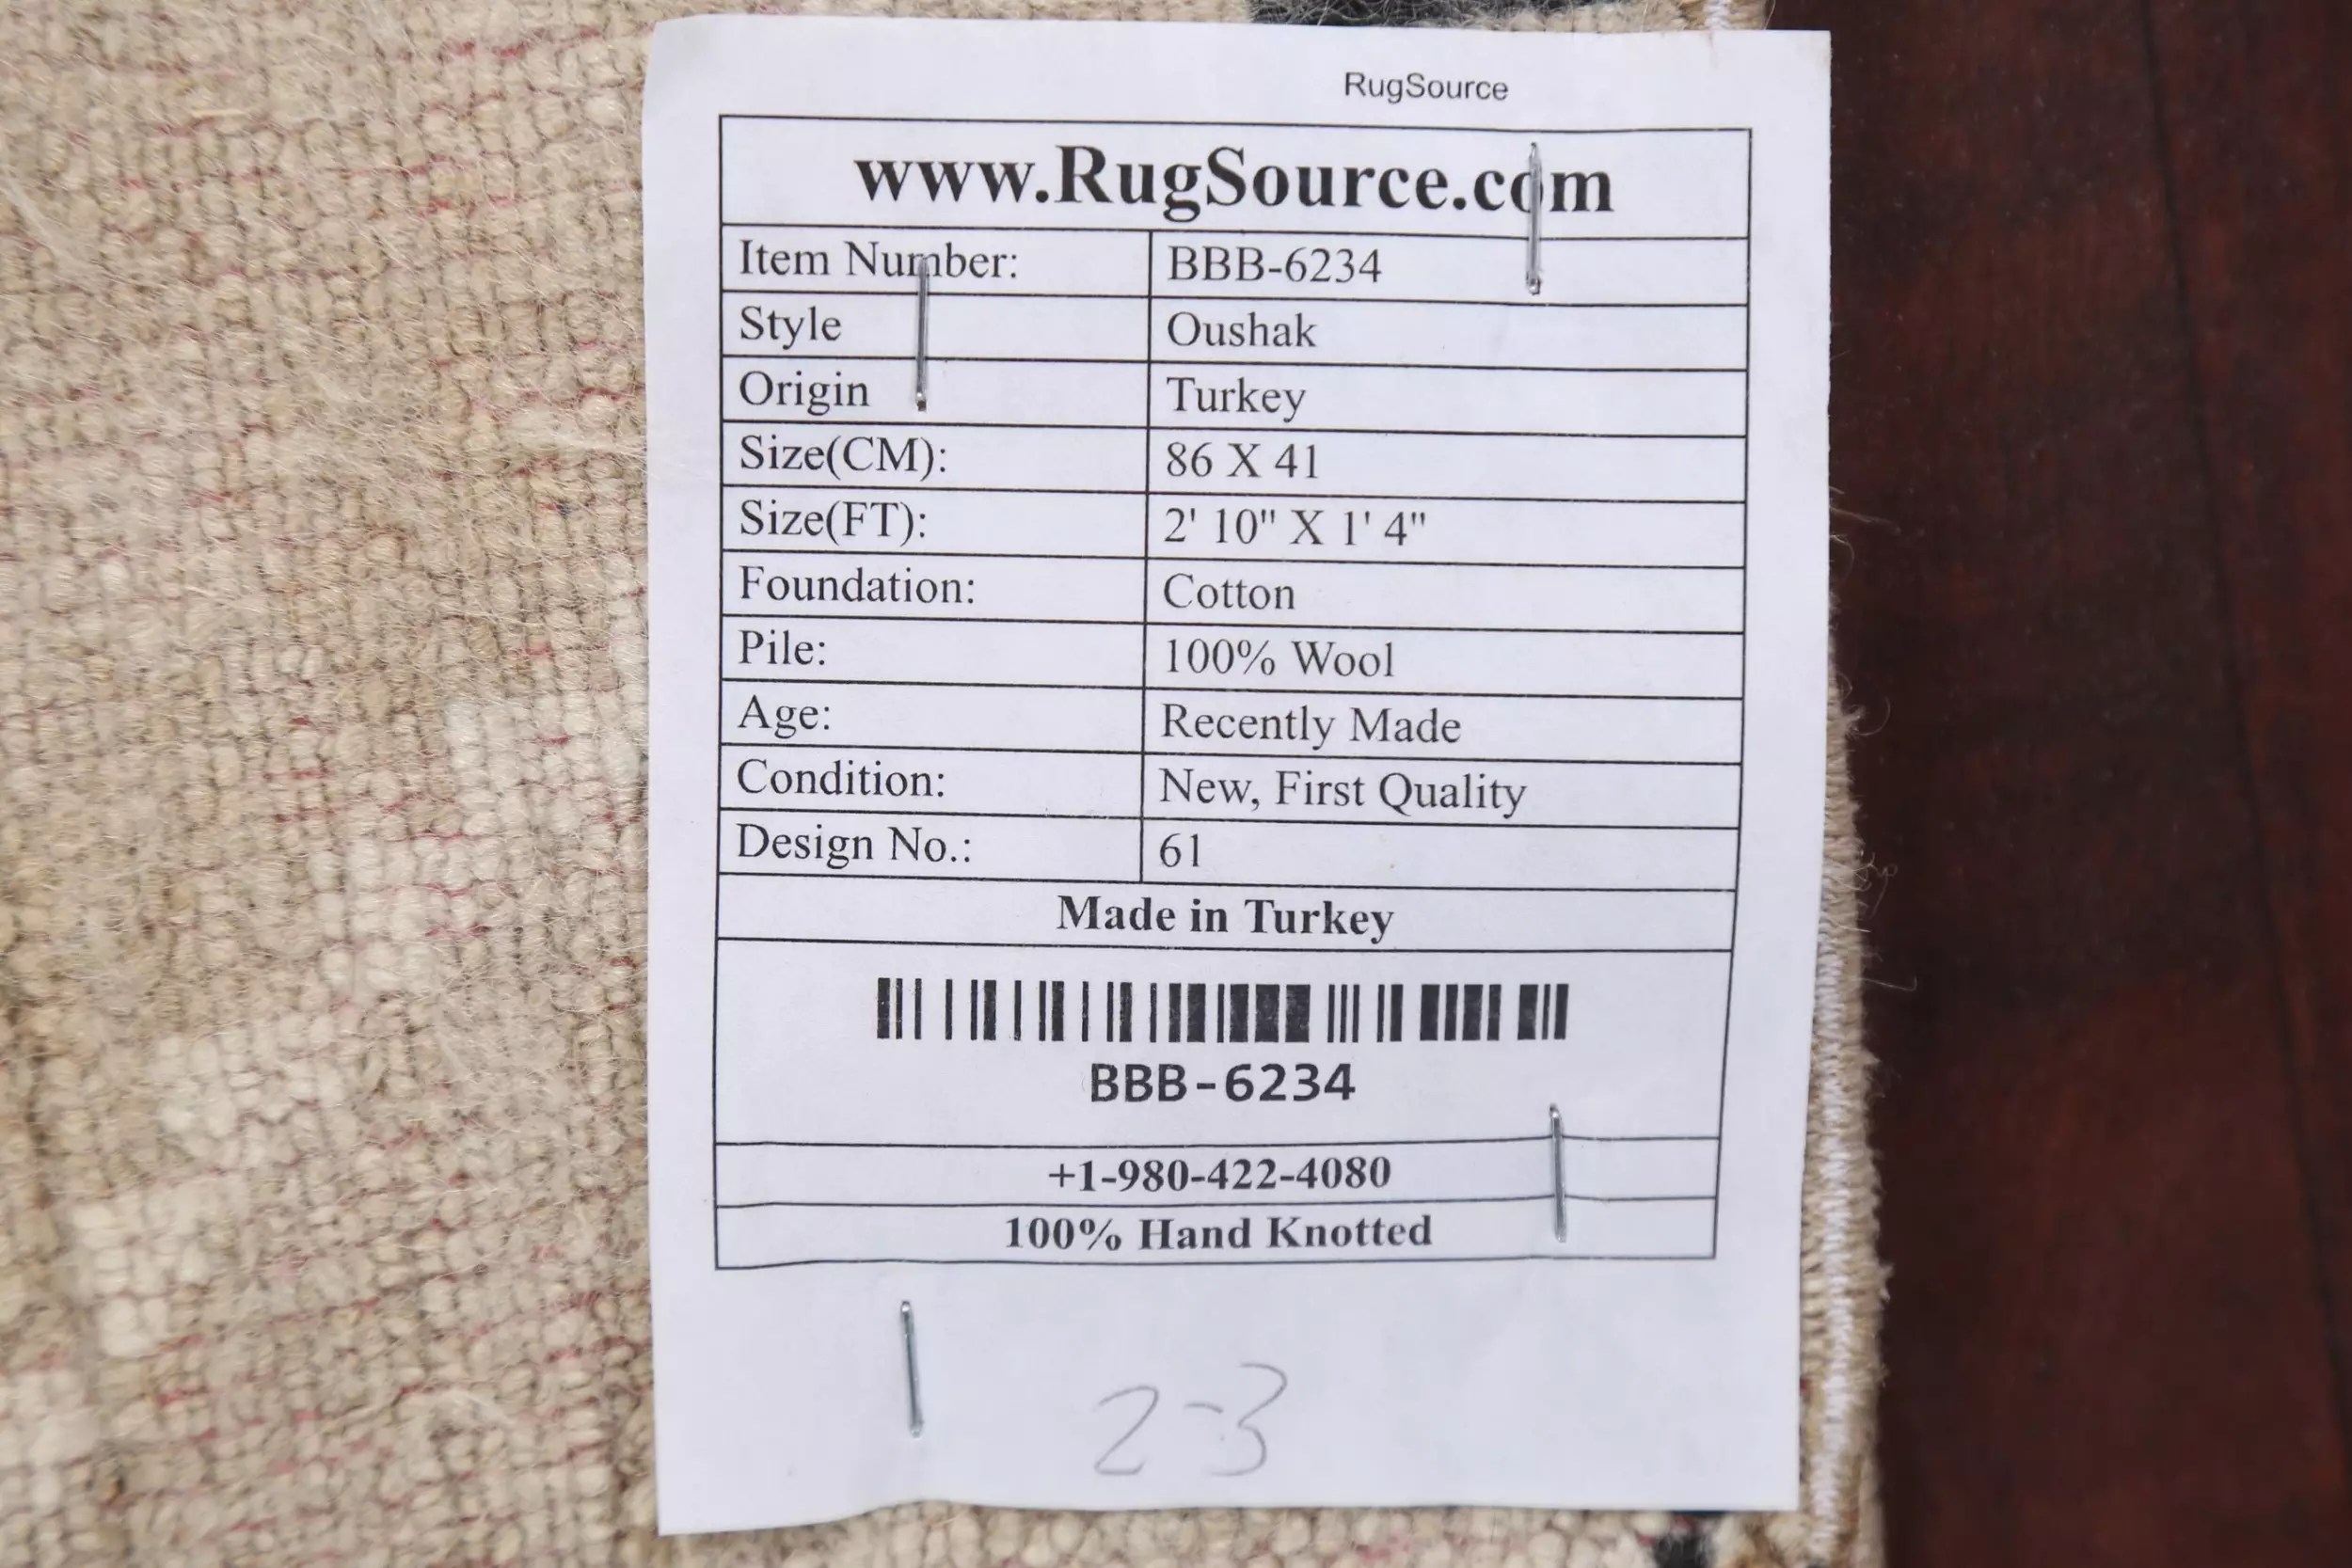 RugSource
www.RugSource.com
Item Number: BBB-6234
Style Oushak
Origin Turkey
Size(CM): 86 X 41
Size(FT): 2' 10" X 1' 4"
Foundation: Cotton
Pile: 100% Wool
Age: Recently Made
Condition: New, First Quality
Design No.: 61
Made in Turkey
BBB-6234
+1-980-422-4080
100% Hand Knotted
2-3